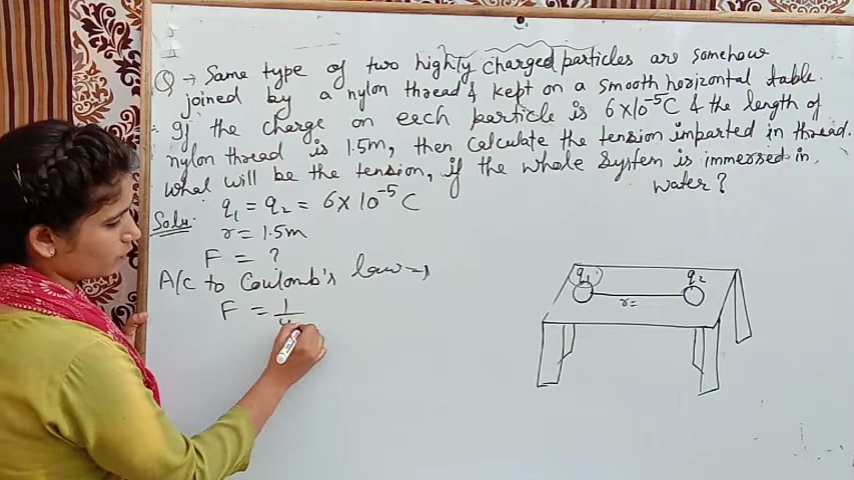 Q → Same type of two highly charged particles are somehow
joined by a nylon thread & kept on a smooth horizontal table.
If the charge on each particle is 6×10⁻⁵C & the length of
nylon thread is 1.5m, then calculate the tension imparted in thread.
what will be the tension, if the whole system is immersed in
water?
Soln.
q₁ = q₂ = 6×10⁻⁵ C
r = 1.5m
F = ?
A/c to Coulomb's law →
F = 1
q₁ q₂
r=